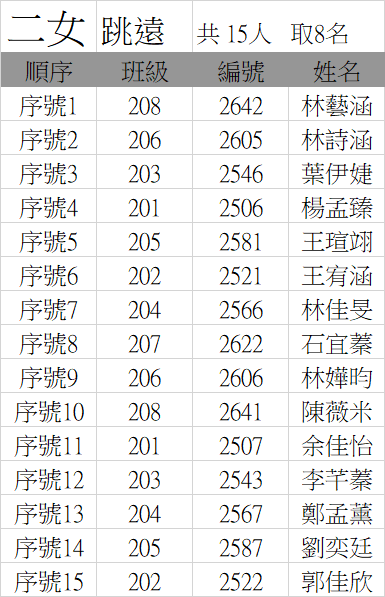 二女 跳遠 共 15人 取8名
順序 班級 編號 姓名
序號1 208 2642 林藝涵
序號2 206 2605 林詩涵
序號3 203 2546 葉伊婕
序號4 201 2506 楊孟臻
序號5 205 2581 王瑄翊
序號6 202 2521 王宥涵
序號7 204 2566 林佳旻
序號8 207 2622 石宜蓁
序號9 206 2606 林嬅昀
序號10 208 2641 陳薇米
序號11 201 2507 余佳怡
序號12 203 2543 李芊蓁
序號13 204 2567 鄭孟薰
序號14 205 2587 劉奕廷
序號15 202 2522 郭佳欣